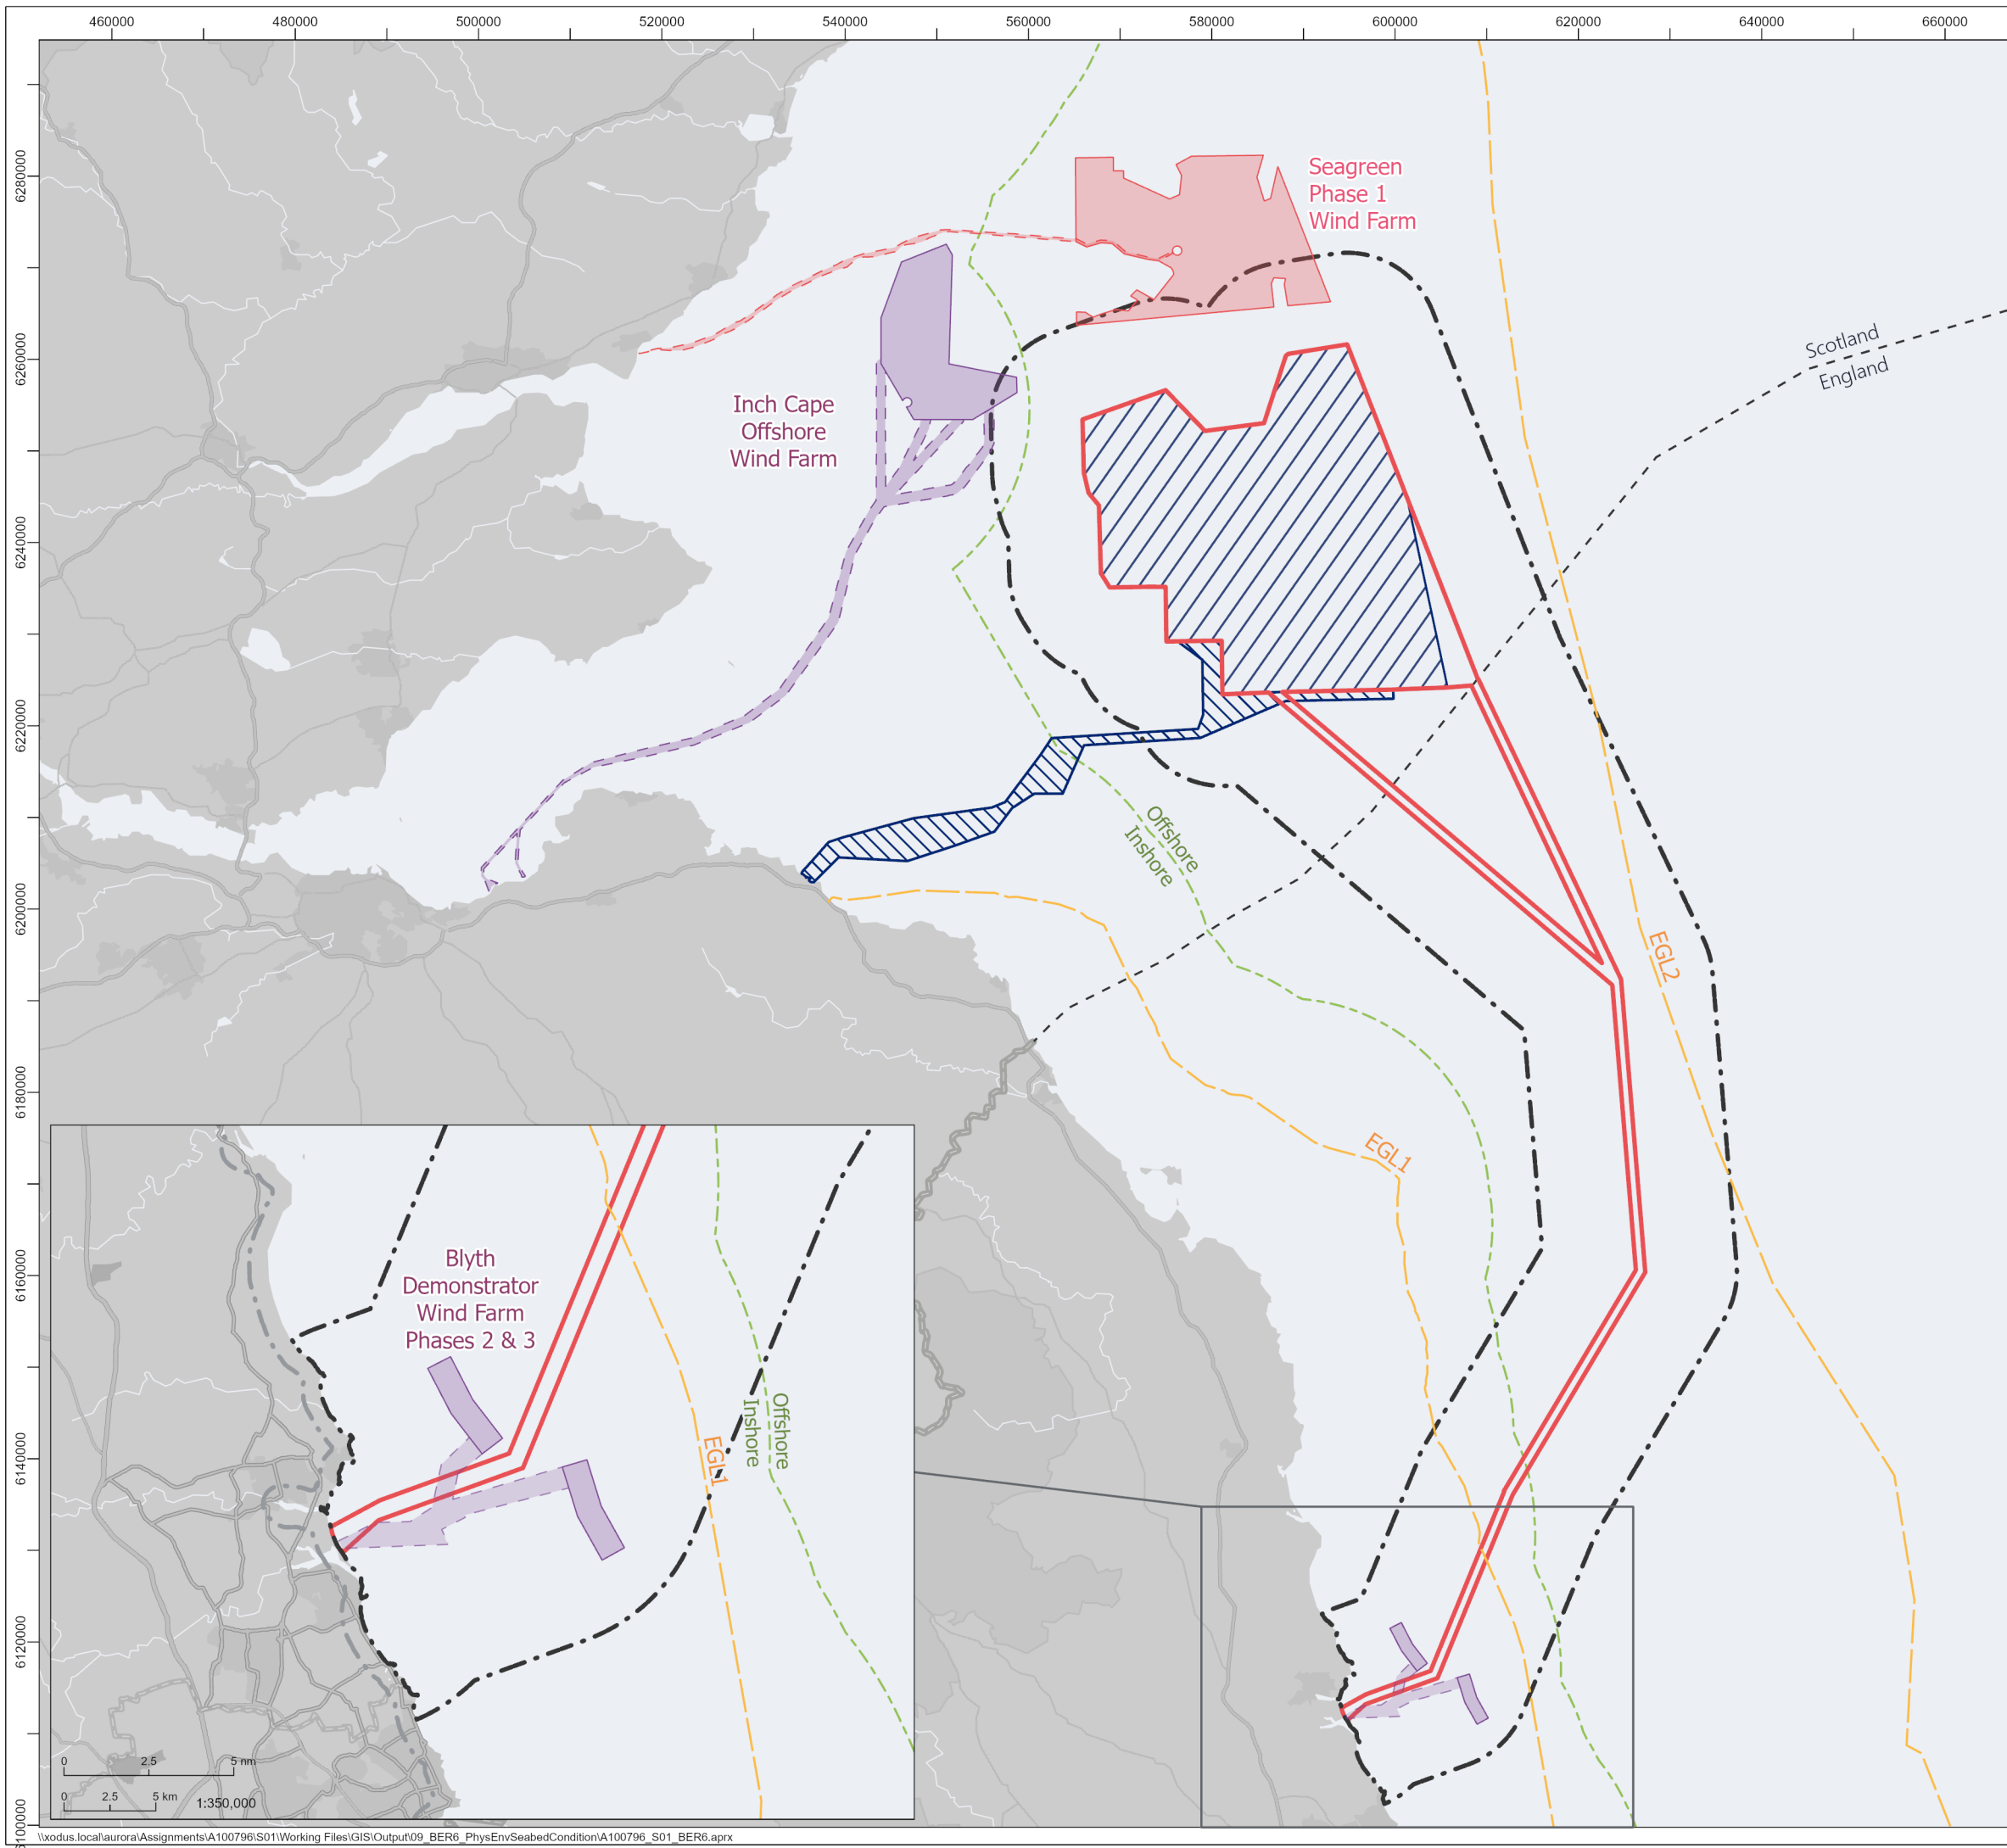 460000
480000
500000
520000
540000
560000
580000
600000
620000
640000
660000
6280000
6260000
6240000
6220000
6200000
6180000
6160000
6140000
6120000
6100000
Seagreen
Phase 1
Wind Farm
Scotland
England
Inch Cape
Offshore
Wind Farm
Offshore
Inshore
EGL2
EGL1
Blyth
Demonstrator
Wind Farm
Phases 2 & 3
Offshore
Inshore
EGL1
0 2.5 5 nm
0 2.5 5 km
1:350,000
\\xodus.local\aurora\Assignments\A100796\S01\Working Files\GIS\Output\09_BER6_PhysEnvSeabedCondition\A100796_S01_BER6.aprx